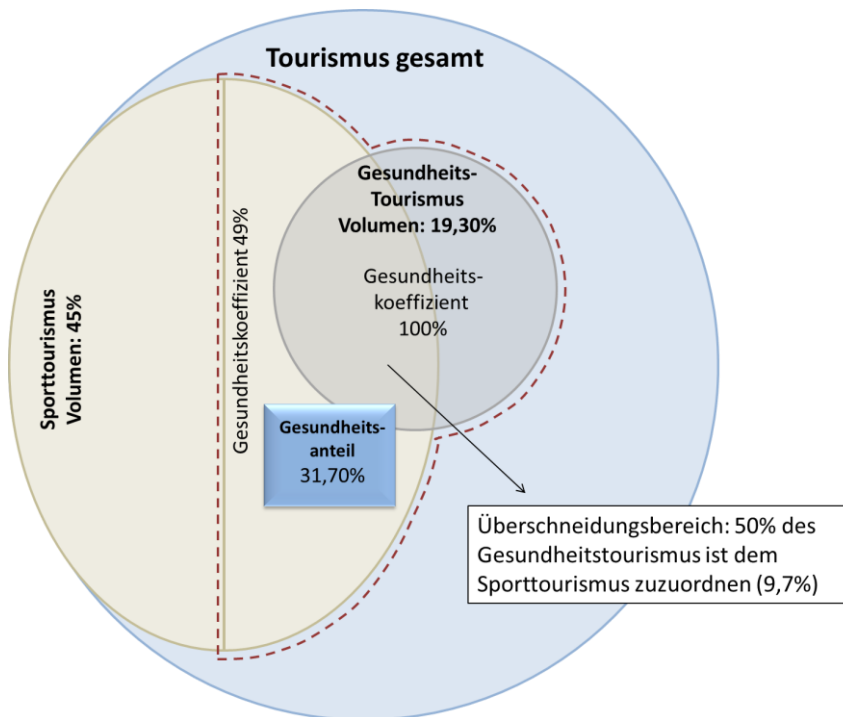 Tourismus gesamt
Gesundheits-
Tourismus
Volumen: 19,30%
Gesundheits-
koeffizient
100%
Sporttourismus
Volumen: 45%
Gesundheitskoeffizient 49%
Gesundheits-
anteil
31,70%
Überschneidungsbereich: 50% des
Gesundheitstourismus ist dem
Sporttourismus zuzuordnen (9,7%)